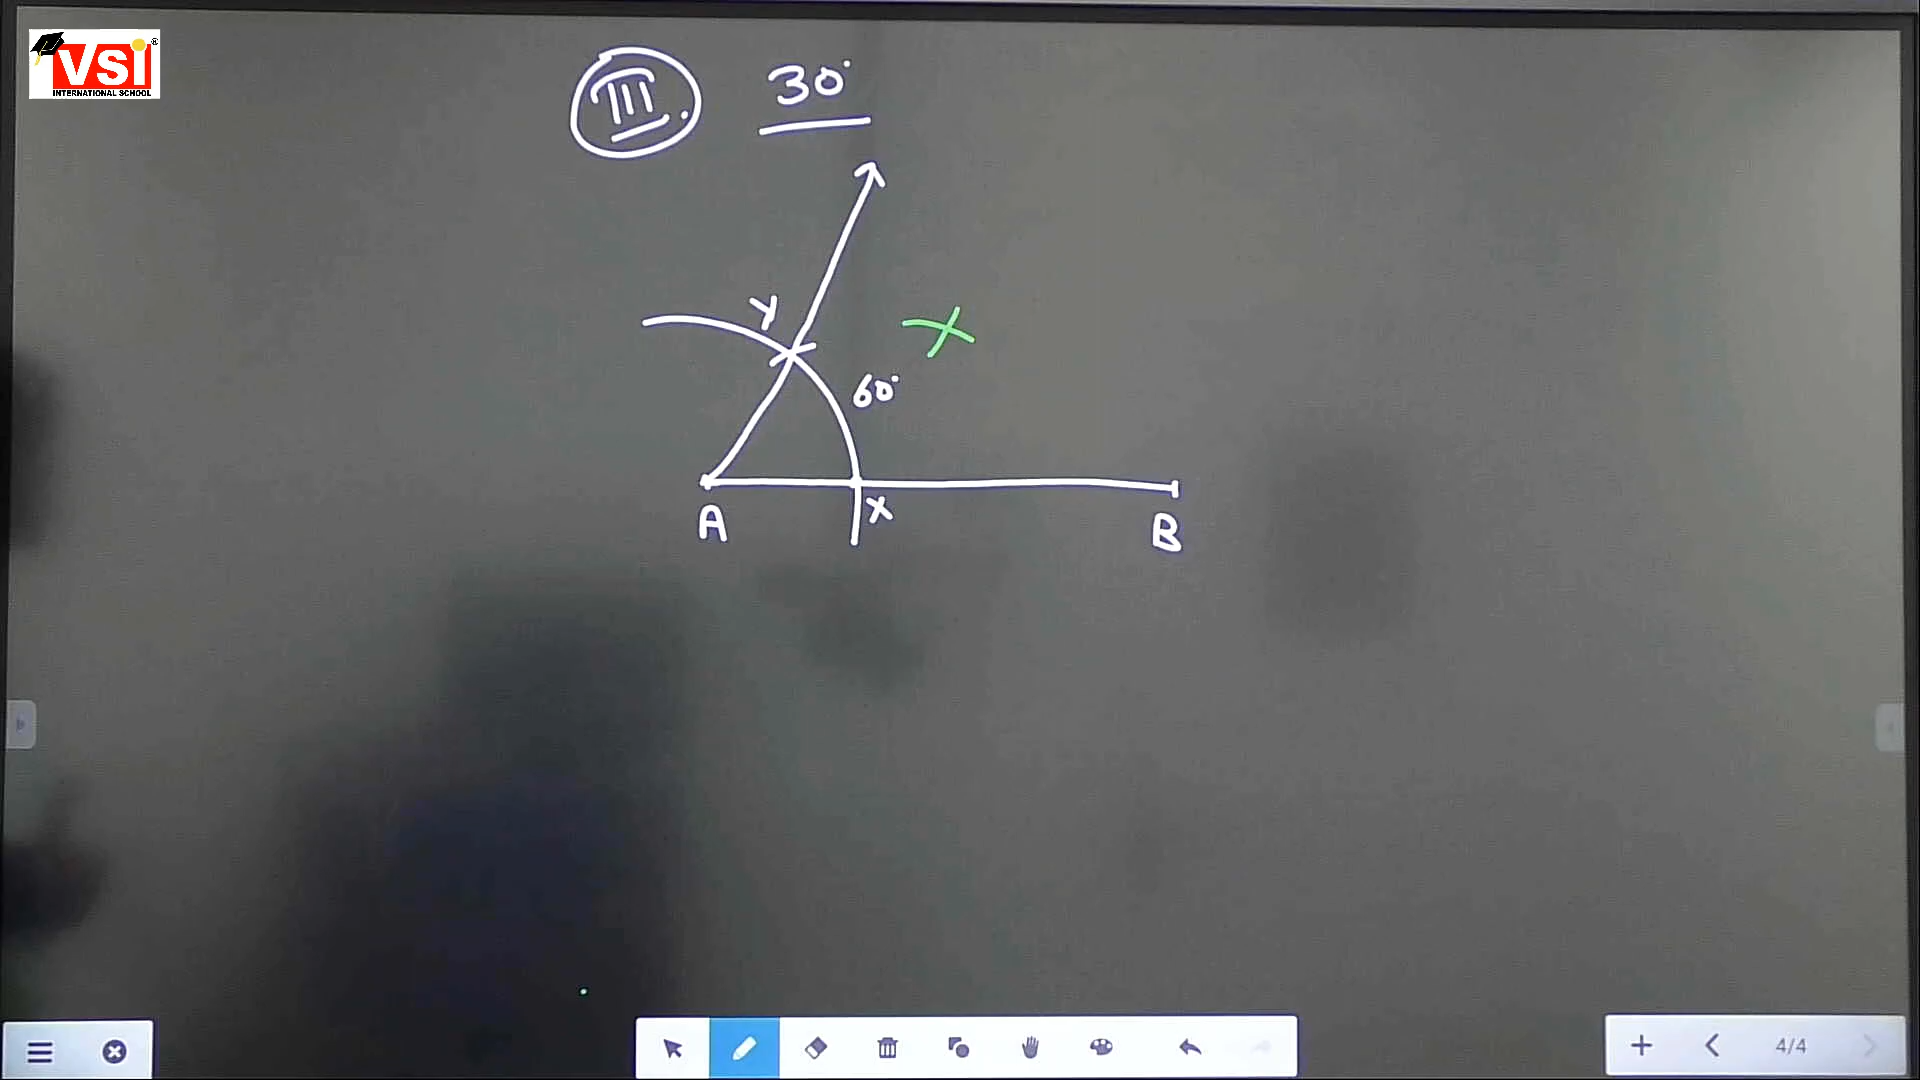 VSI
INTERNATIONAL SCHOOL
III. 30°
Y
60°
A X B
4/4